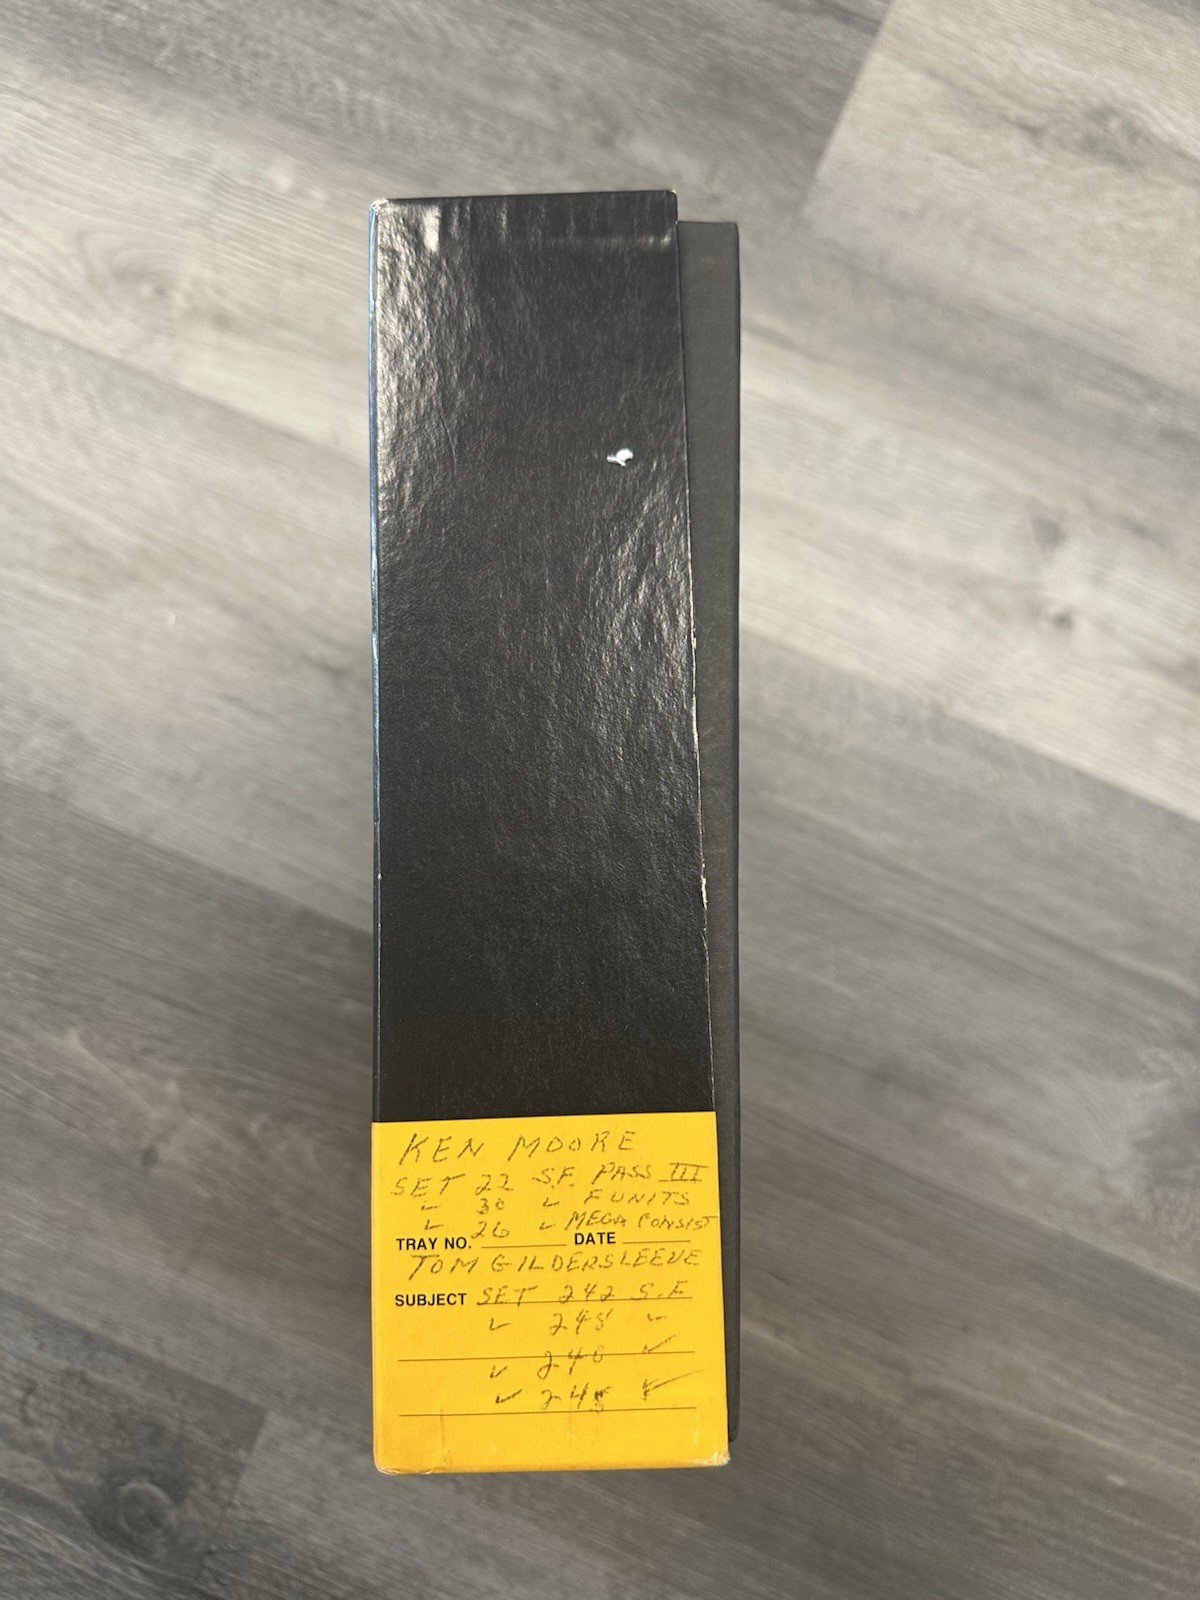 KEN MOORE
SET 22 S.F. PASS III
〃 30 〃 F UNITS
〃 26 〃 MEGA CONSIST
TRAY NO. DATE
TOM GILDERSLEEVE
SUBJECT SET 242 S.F.
〃 〃
〃 240 〃
〃 245 〃